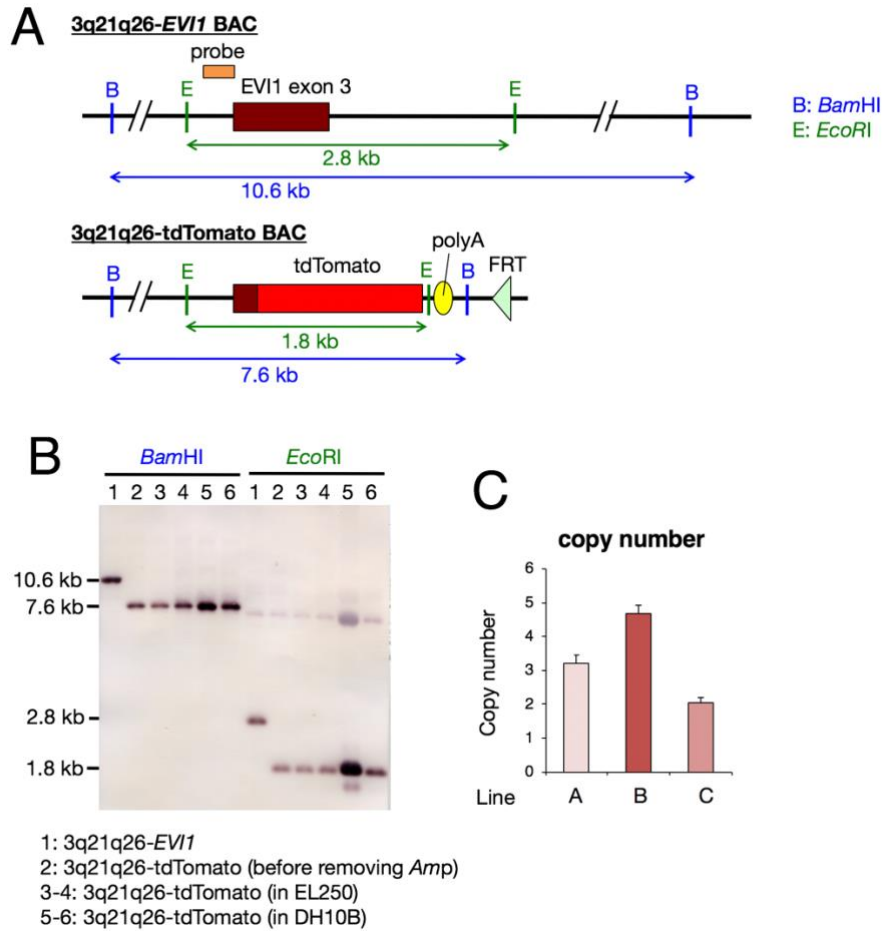 A
3q21q26-EVI1 BAC
probe
B
E
EVI1 exon 3
E
B
B: BamHI
E: EcoRI
2.8 kb
10.6 kb
3q21q26-tdTomato BAC
polyA
B
E
tdTomato
E
B
FRT
1.8 kb
7.6 kb
B
BamHI
EcoRI
1 2 3 4 5 6
1 2 3 4 5 6
10.6 kb
7.6 kb
2.8 kb
1.8 kb
1: 3q21q26-EVI1
2: 3q21q26-tdTomato (before removing Amp)
3-4: 3q21q26-tdTomato (in EL250)
5-6: 3q21q26-tdTomato (in DH10B)
C
copy number
Copy number
6
5
4
3
2
1
0
Line
A
B
C